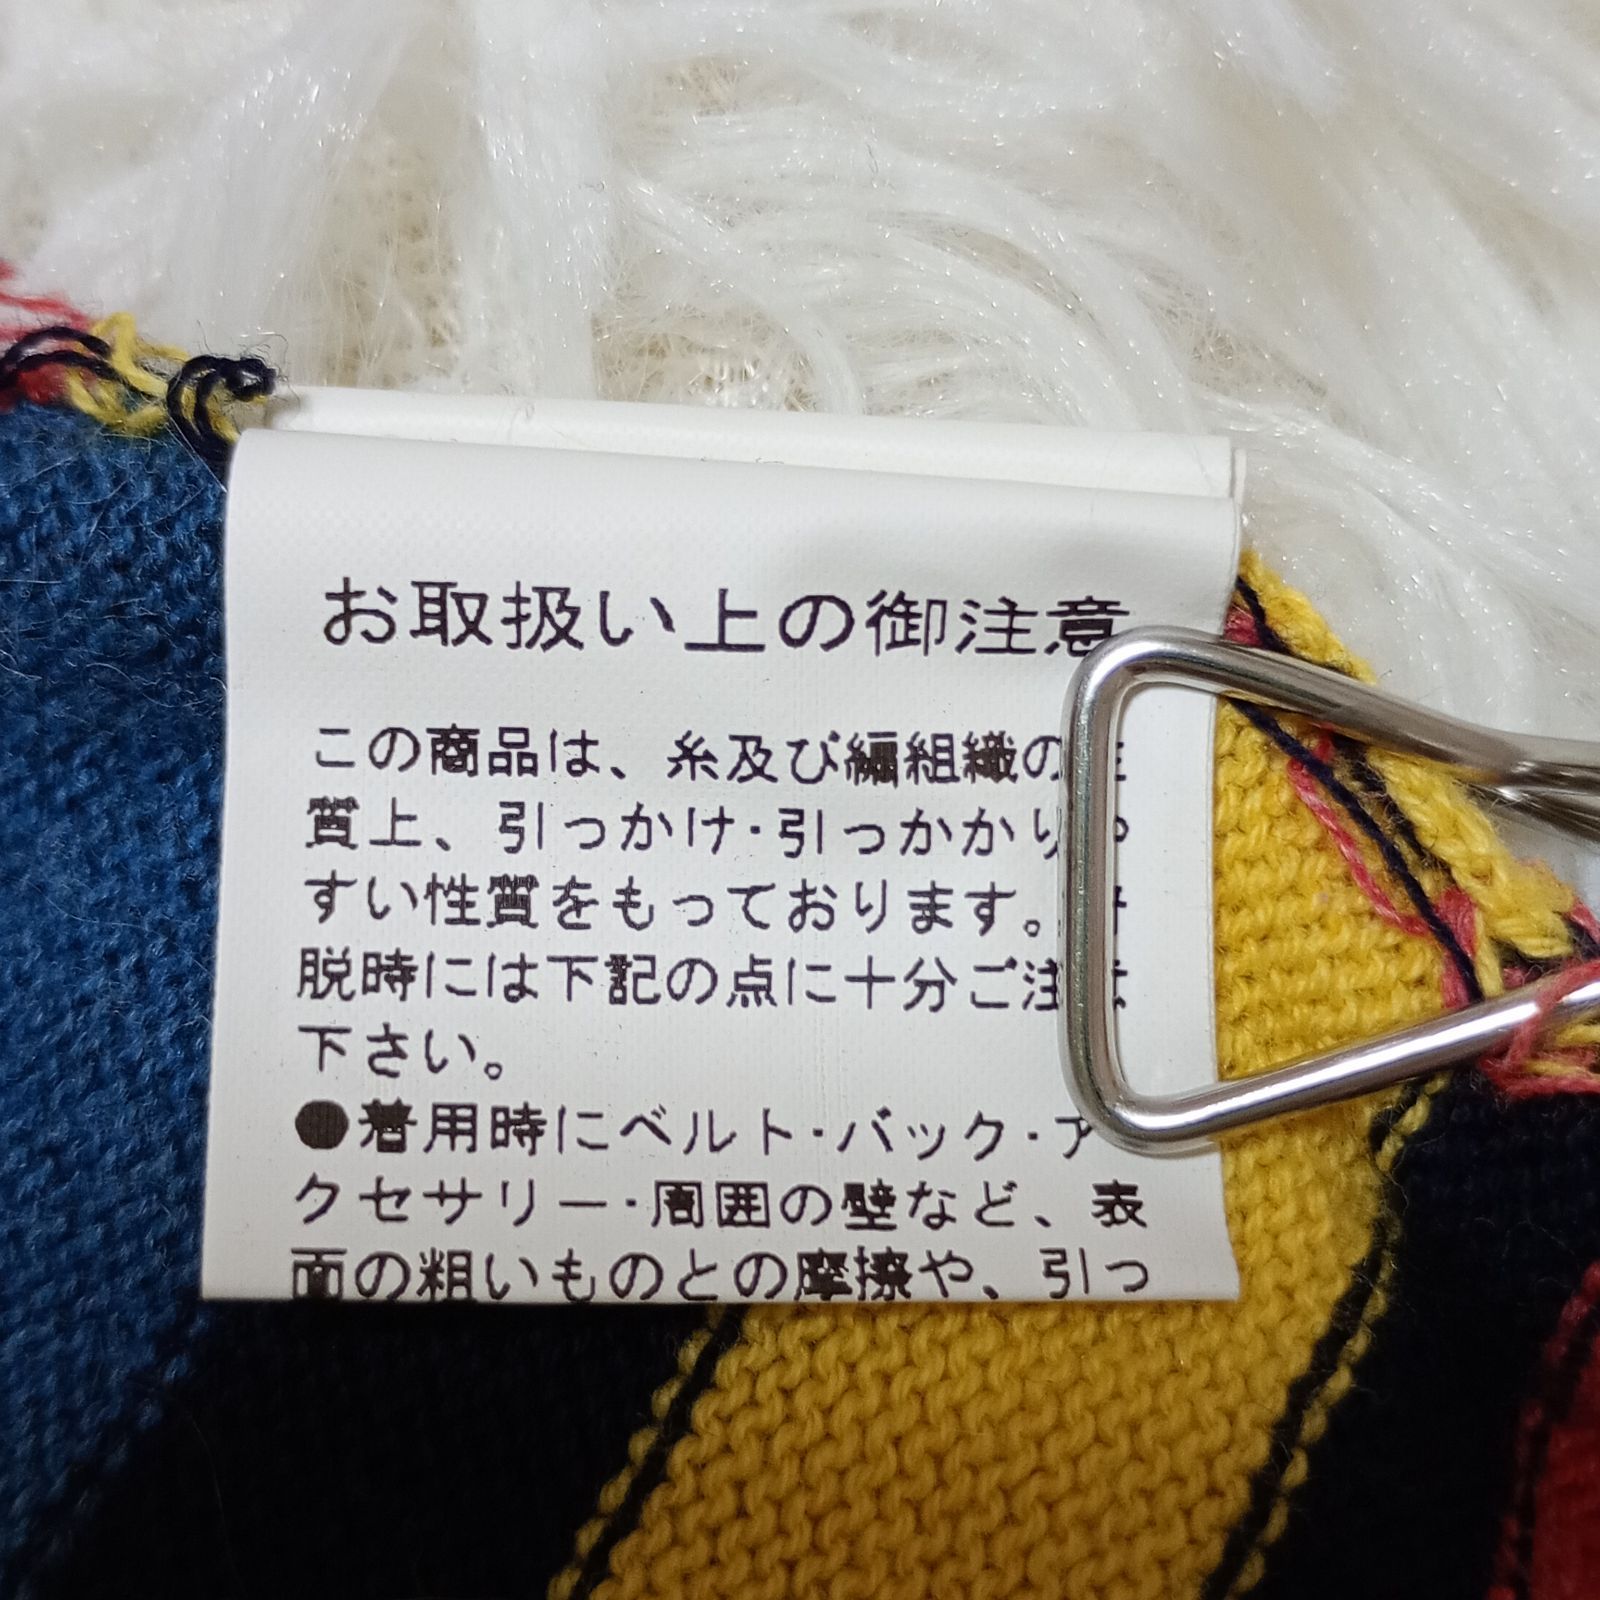 お取扱い上の御注意
この商品は、糸及び編組織の性
質上、引っかけ・引っかかりや
すい性質をもっております。着
脱時には下記の点に十分ご注意
下さい。
●着用時にベルト・バック・ア
クセサリー・周囲の壁など、表
面の粗いものとの摩擦や、引っ